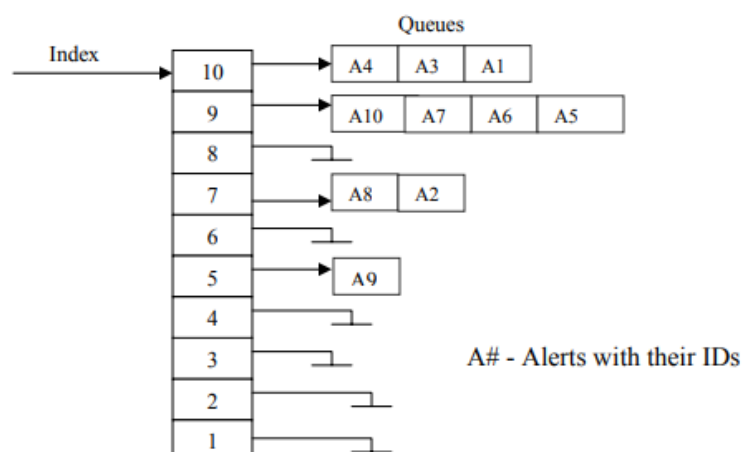 Queues
Index
10 A4 A3 A1
9 A10 A7 A6 A5
8
7 A8 A2
6
5 A9
4
3 A# - Alerts with their IDs
2
1